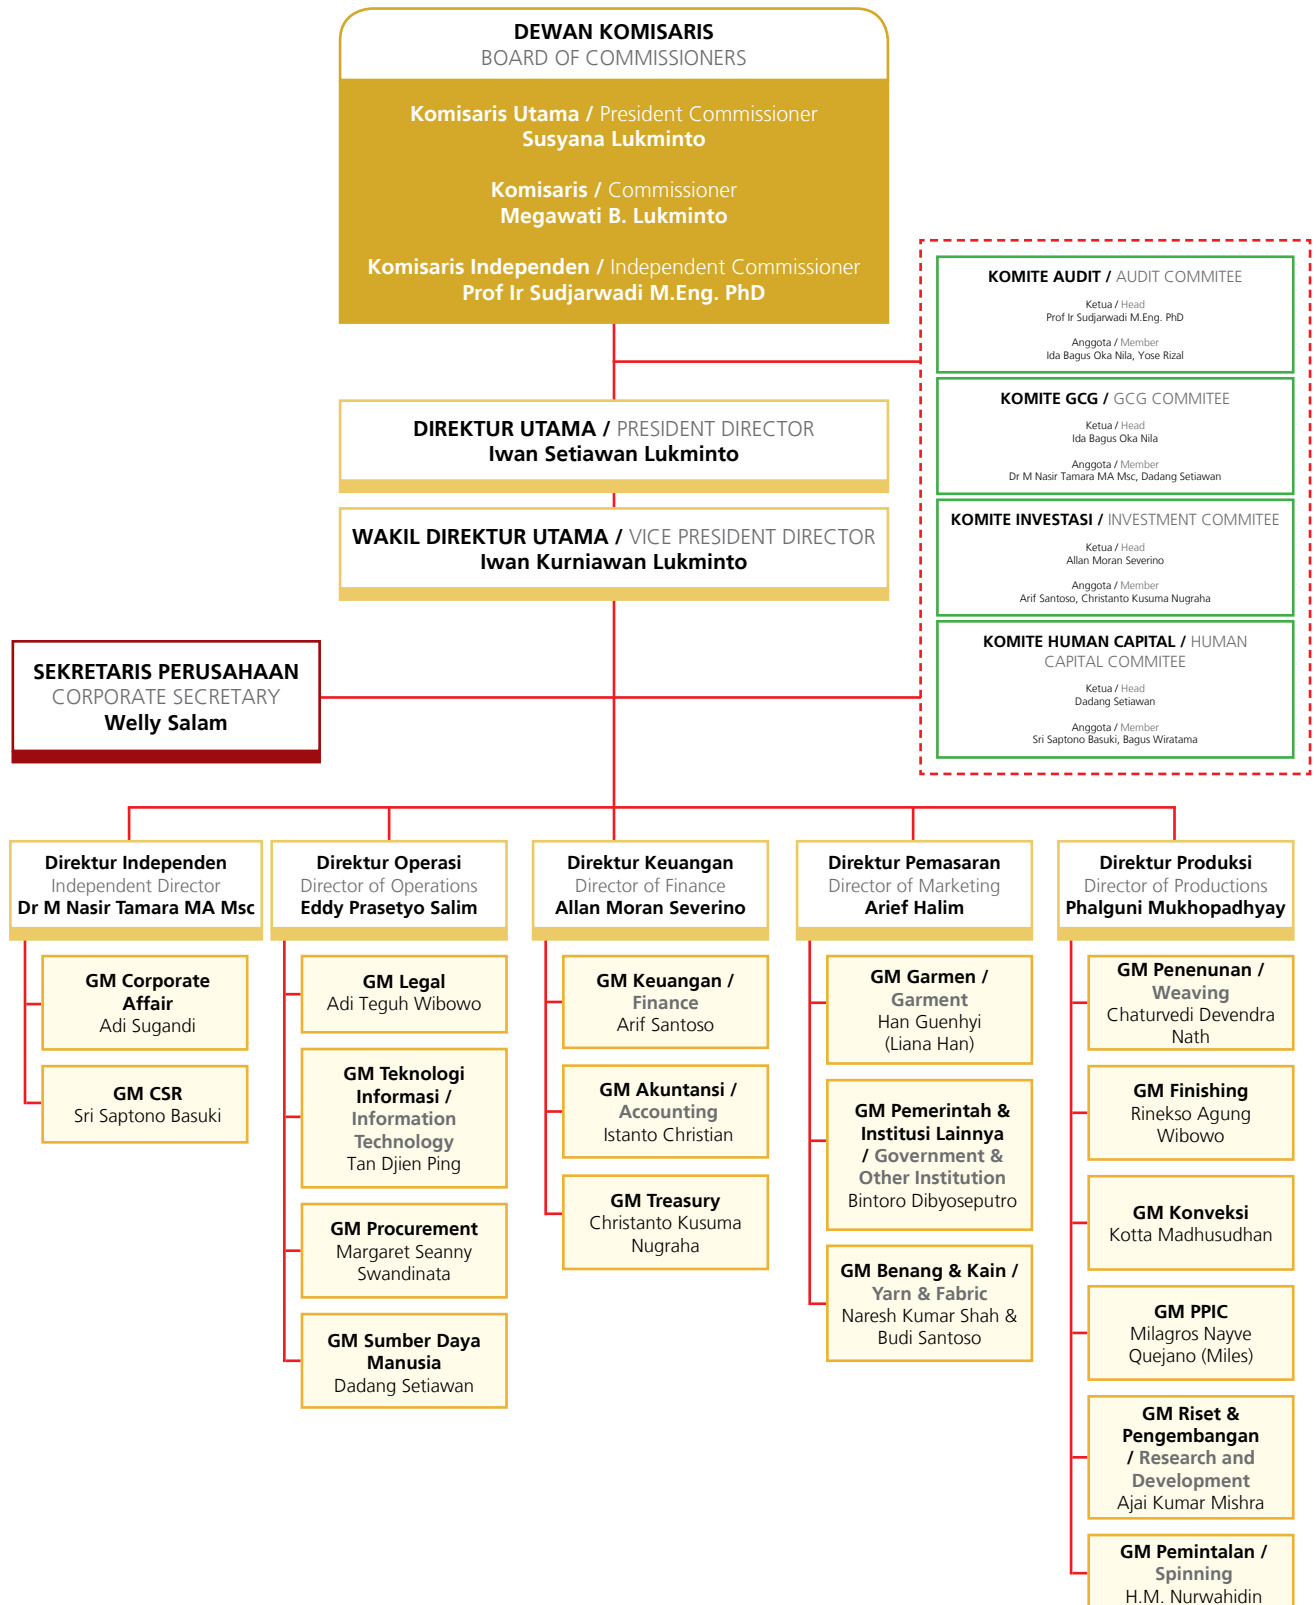 DEWAN KOMISARIS
BOARD OF COMMISSIONERS
Komisaris Utama / President Commissioner
Susyana Lukminto
Komisaris / Commissioner
Megawati B. Lukminto
Komisaris Independen / Independent Commissioner
Prof Ir Sudjarwadi M.Eng. PhD
KOMITE AUDIT / AUDIT COMMITEE
Ketua / Head
Prof Ir Sudjarwadi M.Eng. PhD
Anggota / Member
Ida Bagus Oka Nila, Yose Rizal
KOMITE GCG / GCG COMMITEE
Ketua / Head
Ida Bagus Oka Nila
Anggota / Member
Dr M Nasir Tamara MA Msc, Dadang Setiawan
KOMITE INVESTASI / INVESTMENT COMMITEE
Ketua / Head
Allan Moran Severino
Anggota / Member
Arif Santoso, Christanto Kusuma Nugraha
KOMITE HUMAN CAPITAL / HUMAN
CAPITAL COMMITEE
Ketua / Head
Dadang Setiawan
Anggota / Member
Sri Saptono Basuki, Bagus Wiratama
DIREKTUR UTAMA / PRESIDENT DIRECTOR
Iwan Setiawan Lukminto
WAKIL DIREKTUR UTAMA / VICE PRESIDENT DIRECTOR
Iwan Kurniawan Lukminto
SEKRETARIS PERUSAHAAN
CORPORATE SECRETARY
Welly Salam
Direktur Independen
Independent Director
Dr M Nasir Tamara MA Msc
GM Corporate
Affair
Adi Sugandi
GM CSR
Sri Saptono Basuki
Direktur Operasi
Director of Operations
Eddy Prasetyo Salim
GM Legal
Adi Teguh Wibowo
GM Teknologi
Informasi /
Information
Technology
Tan Djien Ping
GM Procurement
Margaret Seanny
Swandinata
GM Sumber Daya
Manusia
Dadang Setiawan
Direktur Keuangan
Director of Finance
Allan Moran Severino
GM Keuangan /
Finance
Arif Santoso
GM Akuntansi /
Accounting
Istanto Christian
GM Treasury
Christanto Kusuma
Nugraha
Direktur Pemasaran
Director of Marketing
Arief Halim
GM Garmen /
Garment
Han Guenhyi
(Liana Han)
GM Pemerintah &
Institusi Lainnya
/ Government &
Other Institution
Bintoro Dibyoseputro
GM Benang & Kain /
Yarn & Fabric
Naresh Kumar Shah &
Budi Santoso
Direktur Produksi
Director of Productions
Phalguni Mukhopadhyay
GM Penenunan /
Weaving
Chaturvedi Devendra
Nath
GM Finishing
Rinekso Agung
Wibowo
GM Konveksi
Kotta Madhusudhan
GM PPIC
Milagros Nayve
Quejano (Miles)
GM Riset &
Pengembangan
/ Research and
Development
Ajai Kumar Mishra
GM Pemintalan /
Spinning
H.M. Nurwahidin